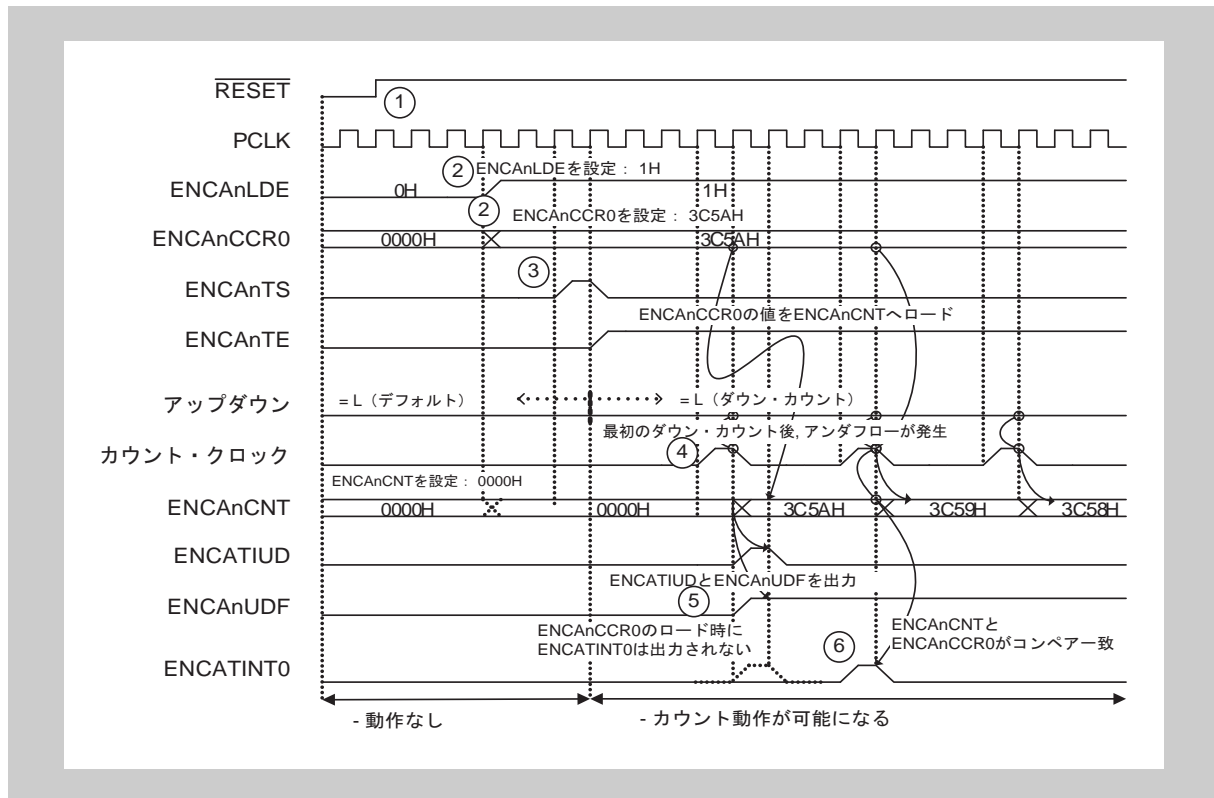 RESET
①
PCLK
② ENCAnLDEを設定： 1H
ENCAnLDE 0H 1H
② ENCAnCCR0を設定： 3C5AH
ENCAnCCR0 0000H 3C5AH
③
ENCAnTS
ENCAnCCR0の値をENCAnCNTへロード
ENCAnTE
アップダウン =L（デフォルト） =L（ダウン・カウント）
最初のダウン・カウント後, アンダフローが発生
カウント・クロック ④
ENCAnCNTを設定： 0000H
ENCAnCNT 0000H 0000H 3C5AH 3C59H 3C58H
ENCATIUD
ENCATIUDとENCAnUDFを出力
ENCAnUDF ⑤
ENCAnCCR0のロード時に
ENCATINT0は出力されない
⑥
ENCAnCNTと
ENCAnCCR0がコンペアー致
ENCATINT0
- 動作なし - カウント動作が可能になる